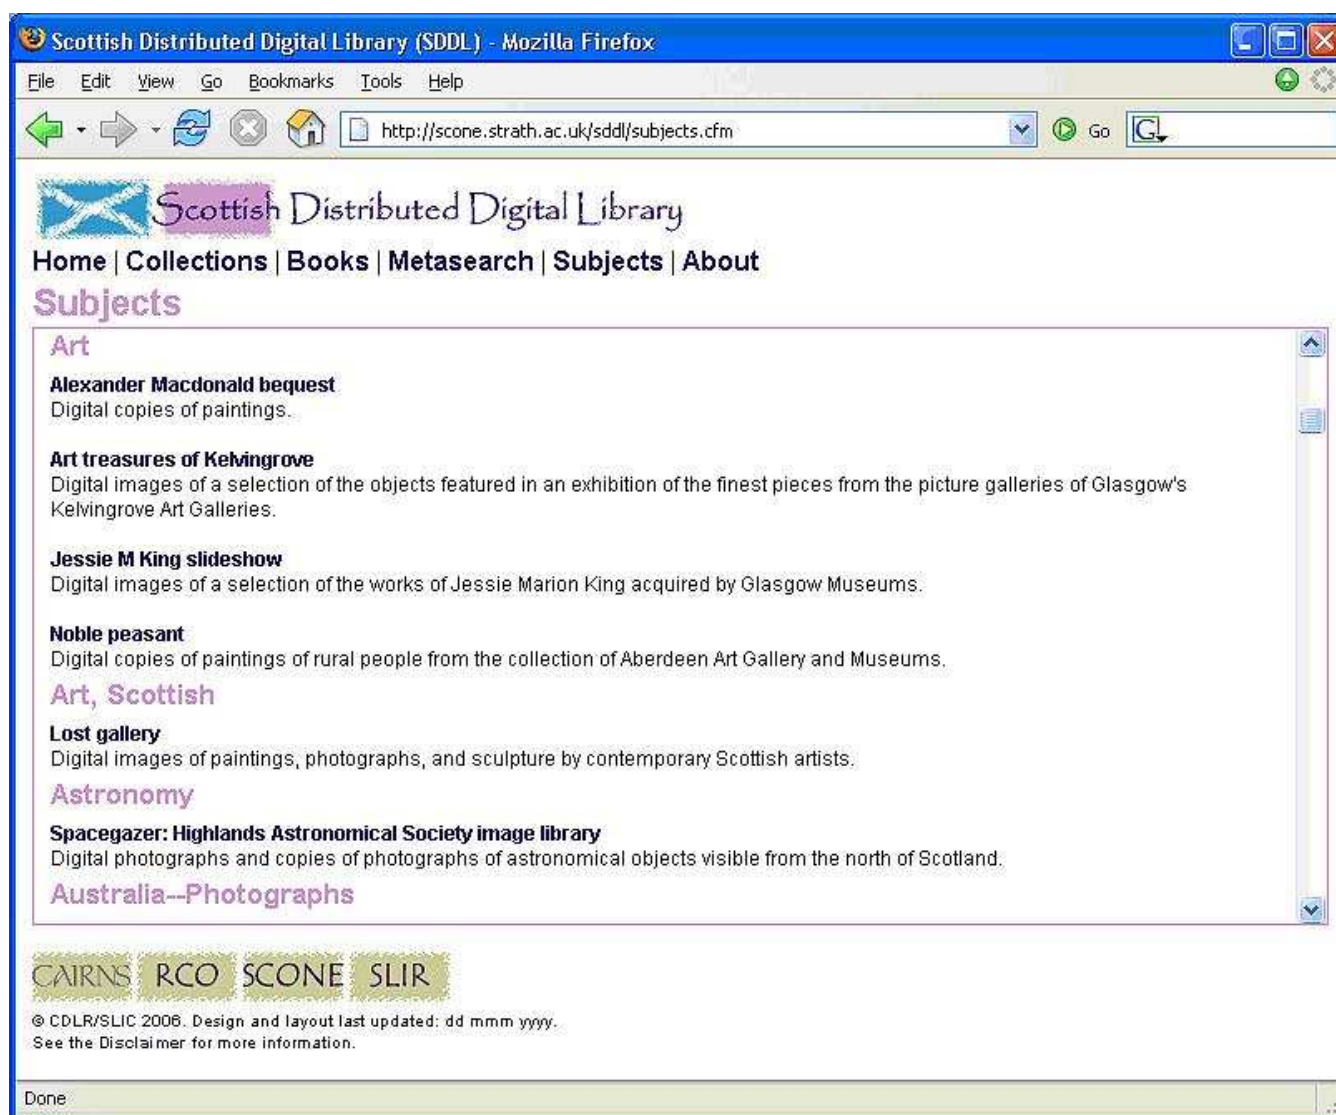 Scottish Distributed Digital Library (SDDL) - Mozilla Firefox
File Edit View Go Bookmarks Tools Help
http://scone.strath.ac.uk/sddl/subjects.cfm Go G
Scottish Distributed Digital Library
Home | Collections | Books | Metasearch | Subjects | About
Subjects
Art
Alexander Macdonald bequest
Digital copies of paintings.
Art treasures of Kelvingrove
Digital images of a selection of the objects featured in an exhibition of the finest pieces from the picture galleries of Glasgow's
Kelvingrove Art Galleries.
Jessie M King slideshow
Digital images of a selection of the works of Jessie Marion King acquired by Glasgow Museums.
Noble peasant
Digital copies of paintings of rural people from the collection of Aberdeen Art Gallery and Museums.
Art, Scottish
Lost gallery
Digital images of paintings, photographs, and sculpture by contemporary Scottish artists.
Astronomy
Spacegazer: Highlands Astronomical Society image library
Digital photographs and copies of photographs of astronomical objects visible from the north of Scotland.
Australia--Photographs
CAIRNS RCO SCONE SLIR
© CDLR/SLIC 2006. Design and layout last updated: dd mmm yyyy.
See the Disclaimer for more information.
Done